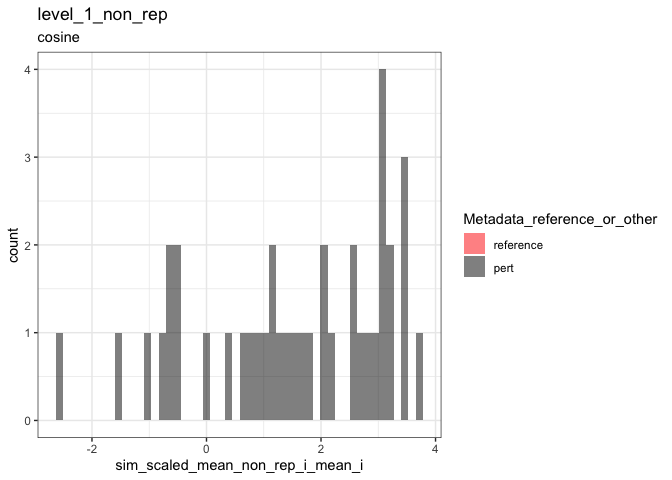 level_1_non_rep
cosine
4
3
2
1
0
count
-2
0
2
4
sim_scaled_mean_non_rep_i_mean_i
Metadata_reference_or_other
reference
pert